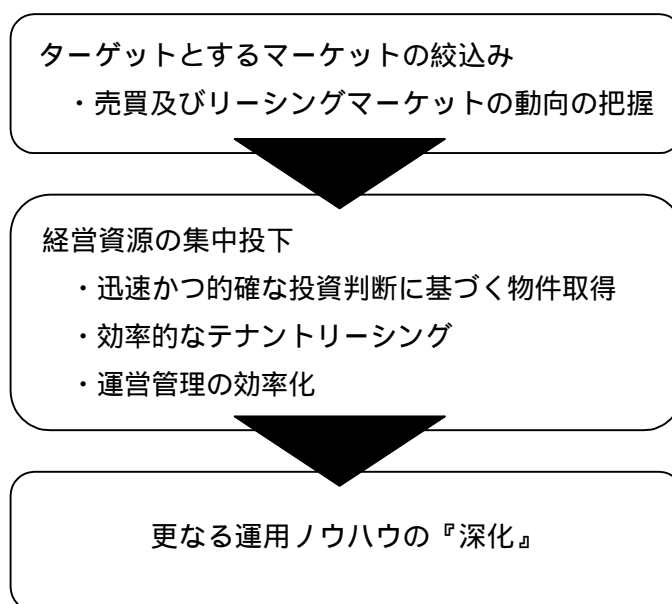 ターゲットとするマーケットの絞込み
・売買及びリーシングマーケットの動向の把握
経営資源の集中投下
・迅速かつ的確な投資判断に基づく物件取得
・効率的なテナントリーシング
・運営管理の効率化
更なる運用ノウハウの『深化』